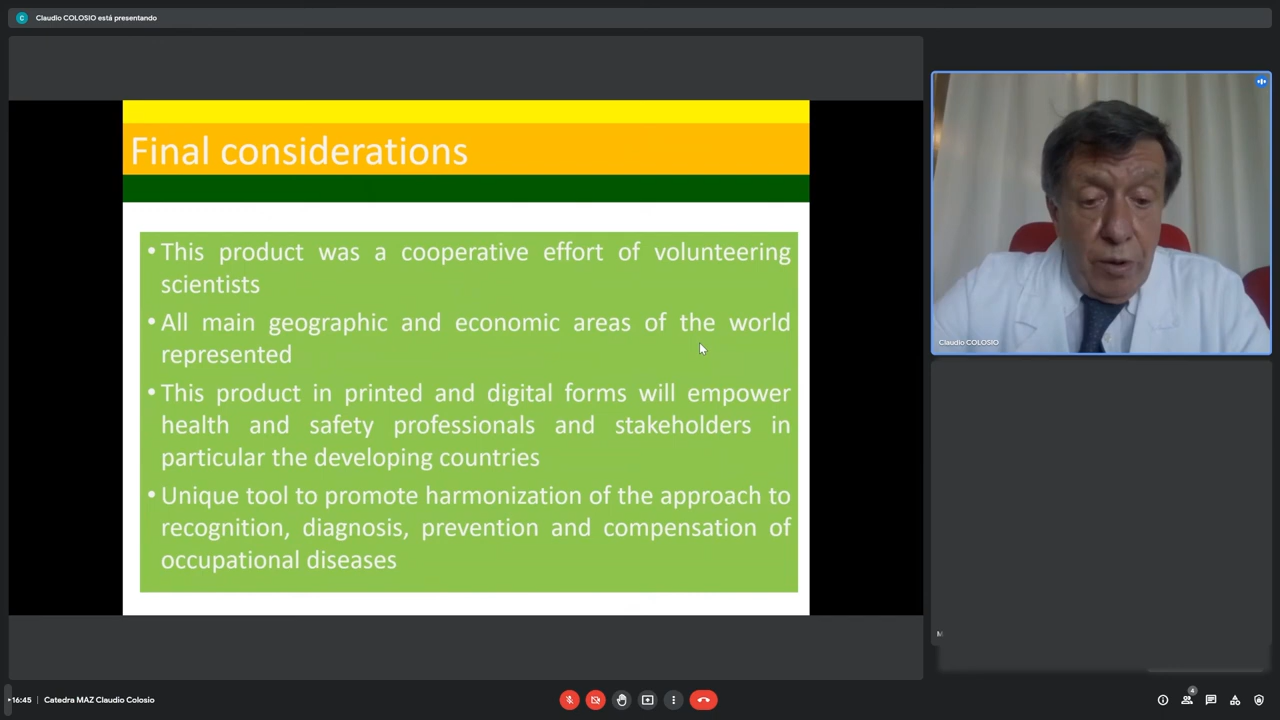 C Claudio COLOSIO está presentando
Final considerations
• This product was a cooperative effort of volunteering
scientists
• All main geographic and economic areas of the world
represented
• This product in printed and digital forms will empower
health and safety professionals and stakeholders in
particular the developing countries
• Unique tool to promote harmonization of the approach to
recognition, diagnosis, prevention and compensation of
occupational diseases
Claudio COLOSIO
16:45 | Catedra MAZ Claudio Colosio
4